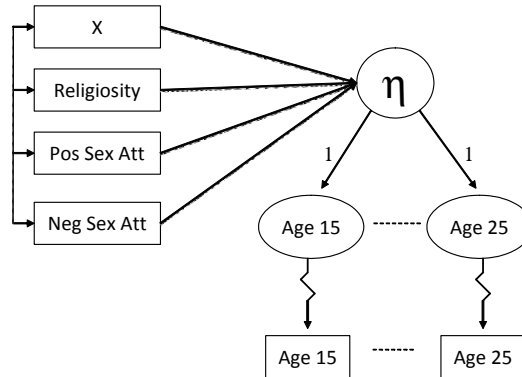 X
η
Religiosity
Pos Sex Att
1
1
Neg Sex Att
Age 15
Age 25
Age 15
Age 25